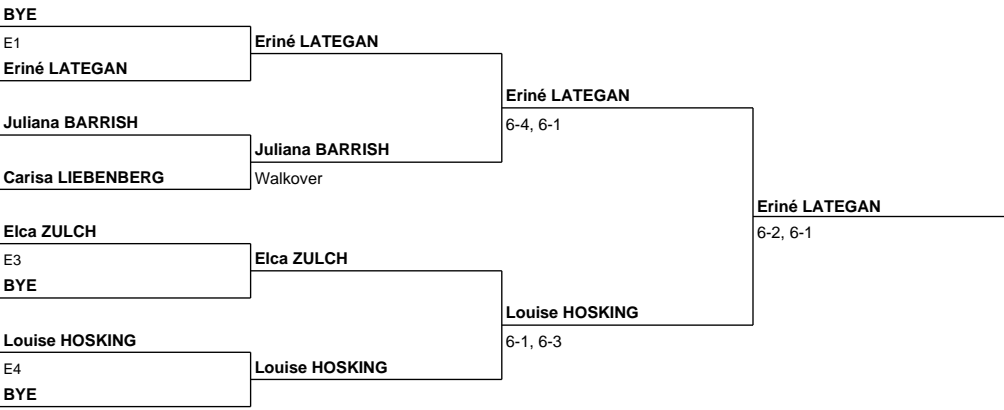 BYE
E1
Eriné LATEGAN
Eriné LATEGAN
Eriné LATEGAN
6-4, 6-1
Juliana BARRISH
Juliana BARRISH
Carisa LIEBENBERG
Walkover
Eriné LATEGAN
6-2, 6-1
Elca ZULCH
E3
Elca ZULCH
BYE
Louise HOSKING
6-1, 6-3
Louise HOSKING
E4
Louise HOSKING
BYE